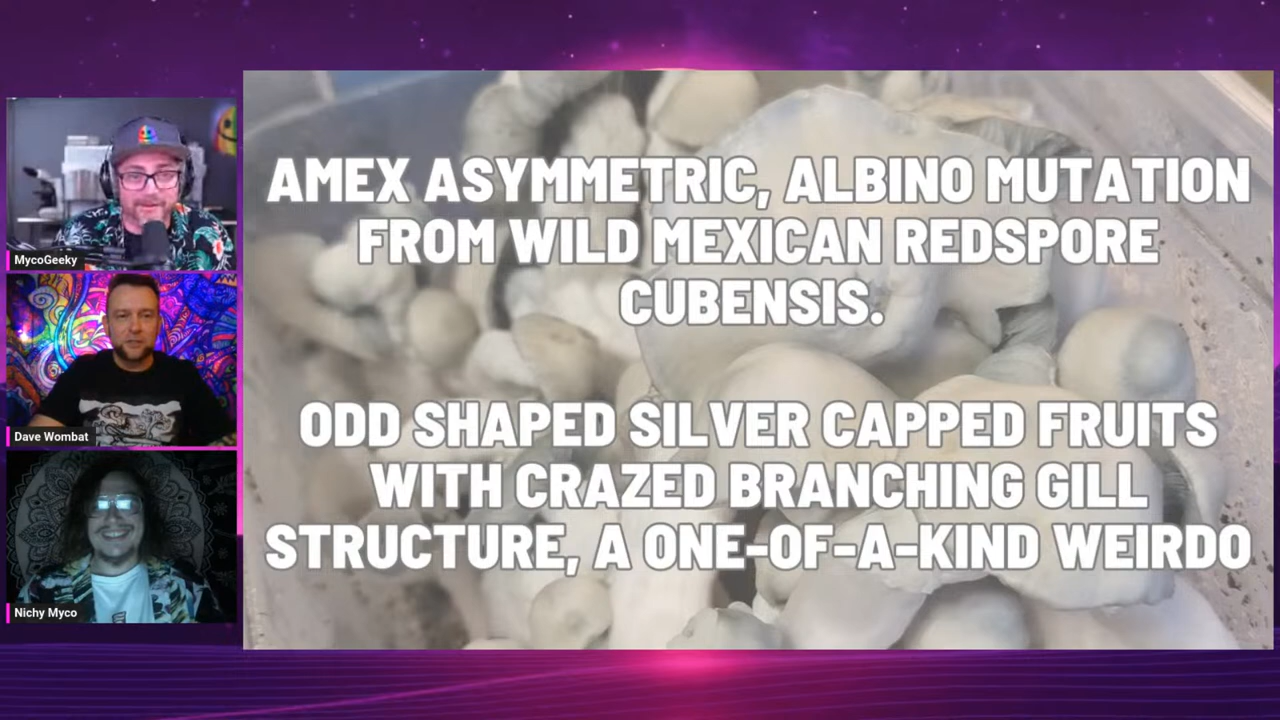 AMEX ASYMMETRIC, ALBINO MUTATION
FROM WILD MEXICAN REDSPORE
CUBENSIS.
ODD SHAPED SILVER CAPPED FRUITS
WITH CRAZED BRANCHING GILL
STRUCTURE, A ONE-OF-A-KIND WEIRDO
MycoGeeky
Dave Wombat
Nichy Myco